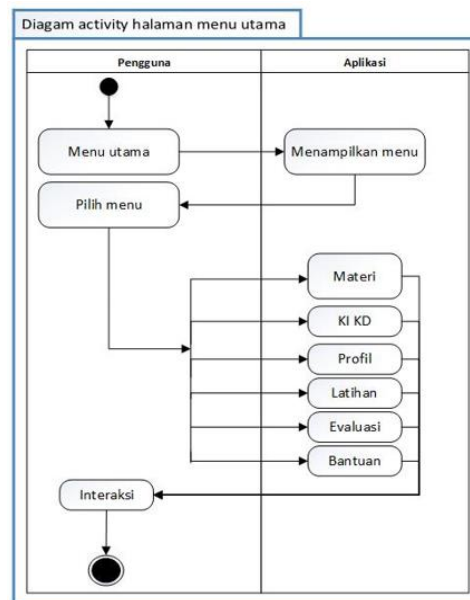 Diagam activity halaman menu utama
Pengguna
Aplikasi
Menu utama
Menampilkan menu
Pilih menu
Materi
KI KD
Profil
Latihan
Evaluasi
Bantuan
Interaksi